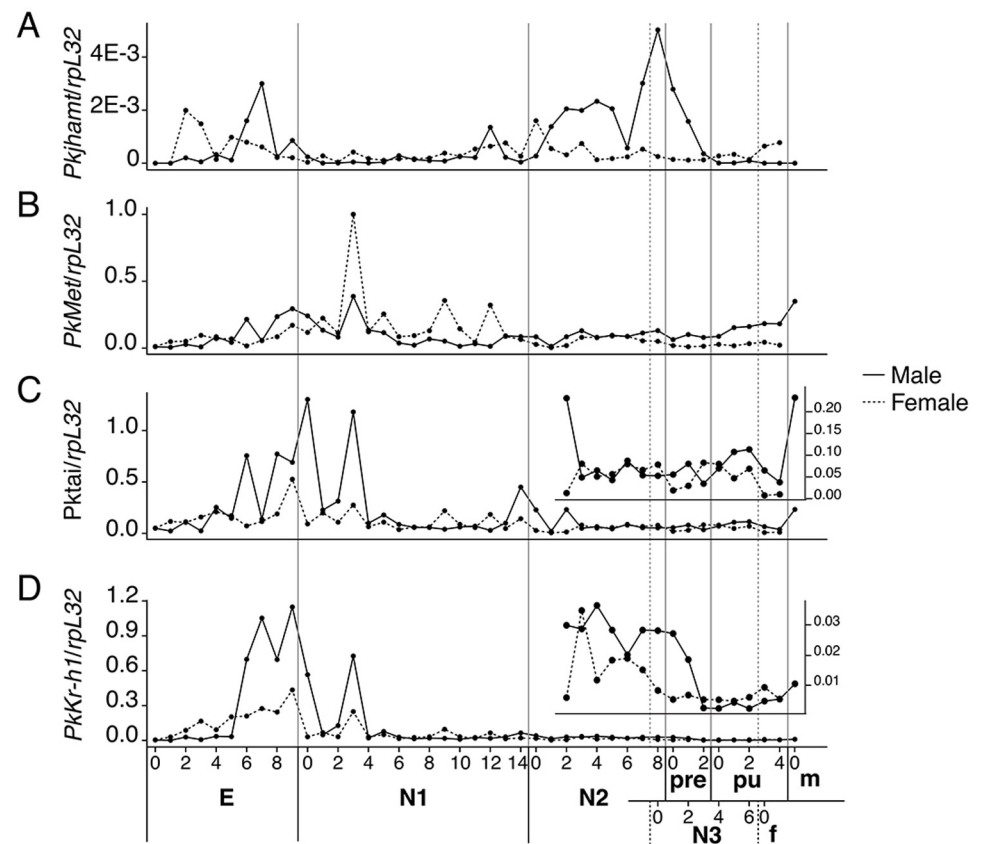 A
Pkjhamt/rpL32
4E-3
2E-3
0
B
PkMet/rpL32
1.0
0.5
0.0
C
Pktai/rpL32
1.0
0.5
0.0
0.20
0.15
0.10
0.05
0.00
Male
Female
D
PkKr-h1/rpL32
1.2
0.9
0.6
0.3
0.0
0.03
0.02
0.01
0 2 4 6 8 0 2 4 6 8 10 12 14 0 2 4 6 8 0 2 0 2 4 0
E N1 N2 pre pu m
0 2 4 6 0
N3 f